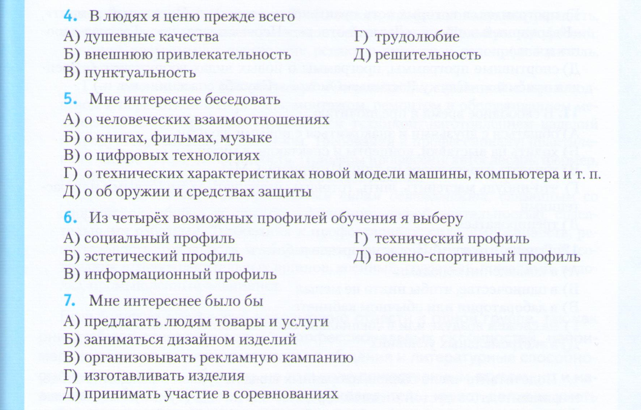 4. В людях я ценю прежде всего
А) душевные качества
Б) внешнюю привлекательность
В) пунктуальность
Г) трудолюбие
Д) решительность
5. Мне интереснее беседовать
А) о человеческих взаимоотношениях
Б) о книгах, фильмах, музыке
В) о цифровых технологиях
Г) о технических характеристиках новой модели машины, компьютера и т. п.
Д) о об оружии и средствах защиты
6. Из четырёх возможных профилей обучения я выберу
А) социальный профиль
Б) эстетический профиль
В) информационный профиль
Г) технический профиль
Д) военно-спортивный профиль
7. Мне интереснее было бы
А) предлагать людям товары и услуги
Б) заниматься дизайном изделий
В) организовывать рекламную кампанию
Г) изготавливать изделия
Д) принимать участие в соревнованиях